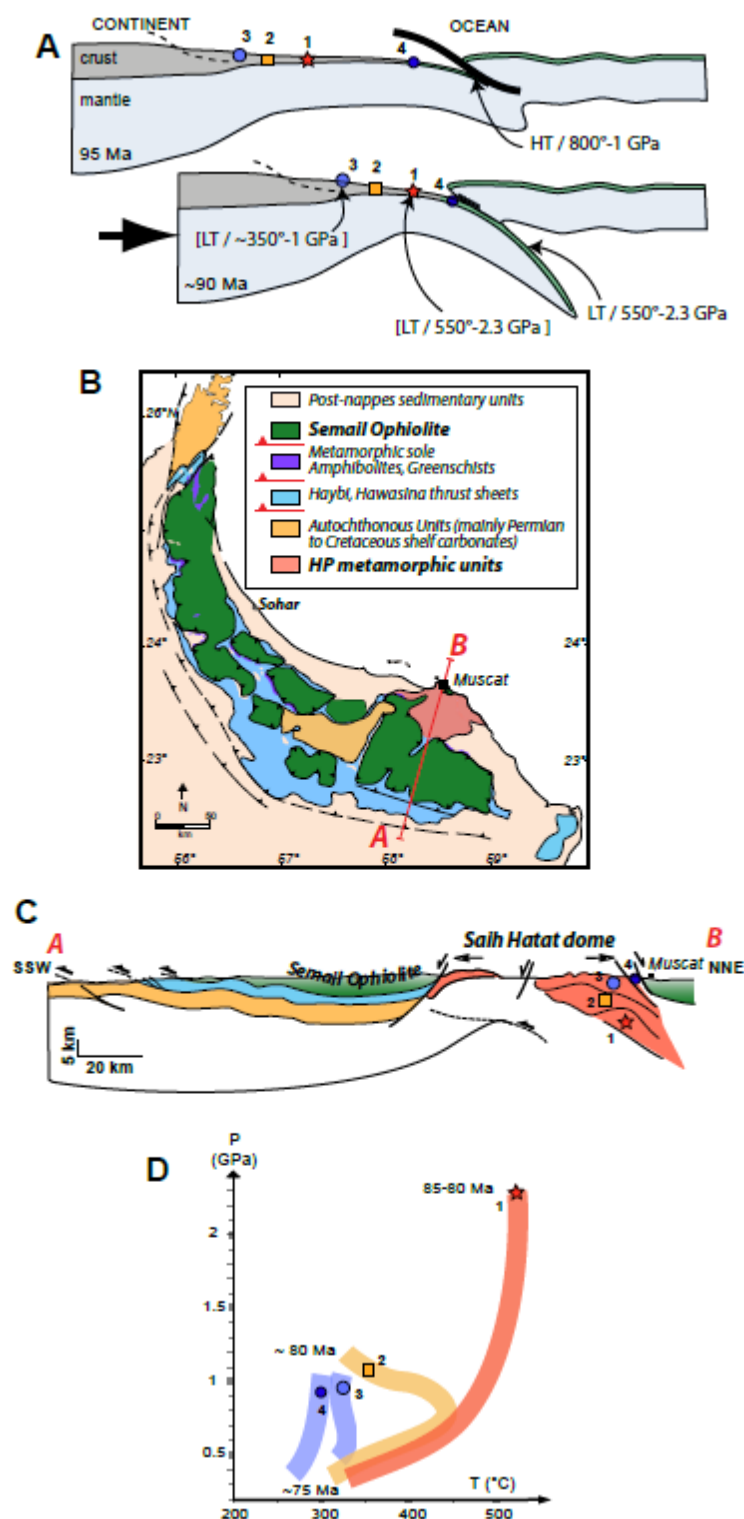 A
CONTINENT
OCEAN
3
2
1
4
crust
mantle
95 Ma
HT / 800°-1 GPa
3
2
1
4
[LT / ~350°-1 GPa ]
~90 Ma
[LT / 550°-2.3 GPa ]
LT / 550°-2.3 GPa
B
26°N
Post-nappes sedimentary units
Semail Ophiolite
Metamorphic sole
Amphibolites, Greenschists
Haybi, Hawasina thrust sheets
Autochthonous Units (mainly Permian
to Cretaceous shelf carbonates)
HP metamorphic units
Sohar
24°
24°
B
Muscat
23°
23°
N
0 50
km
A
56° 57° 58° 59°
C
A
B
SSW
Semail Ophiolite
Saih Hatat dome
4
Muscat
NNE
3
2
1
5 km
20 km
D
P
(GPa)
85-80 Ma
1
2
1.5
~ 80 Ma
2
1
3
4
0.5
~75 Ma
T (°C)
200 300 400 500